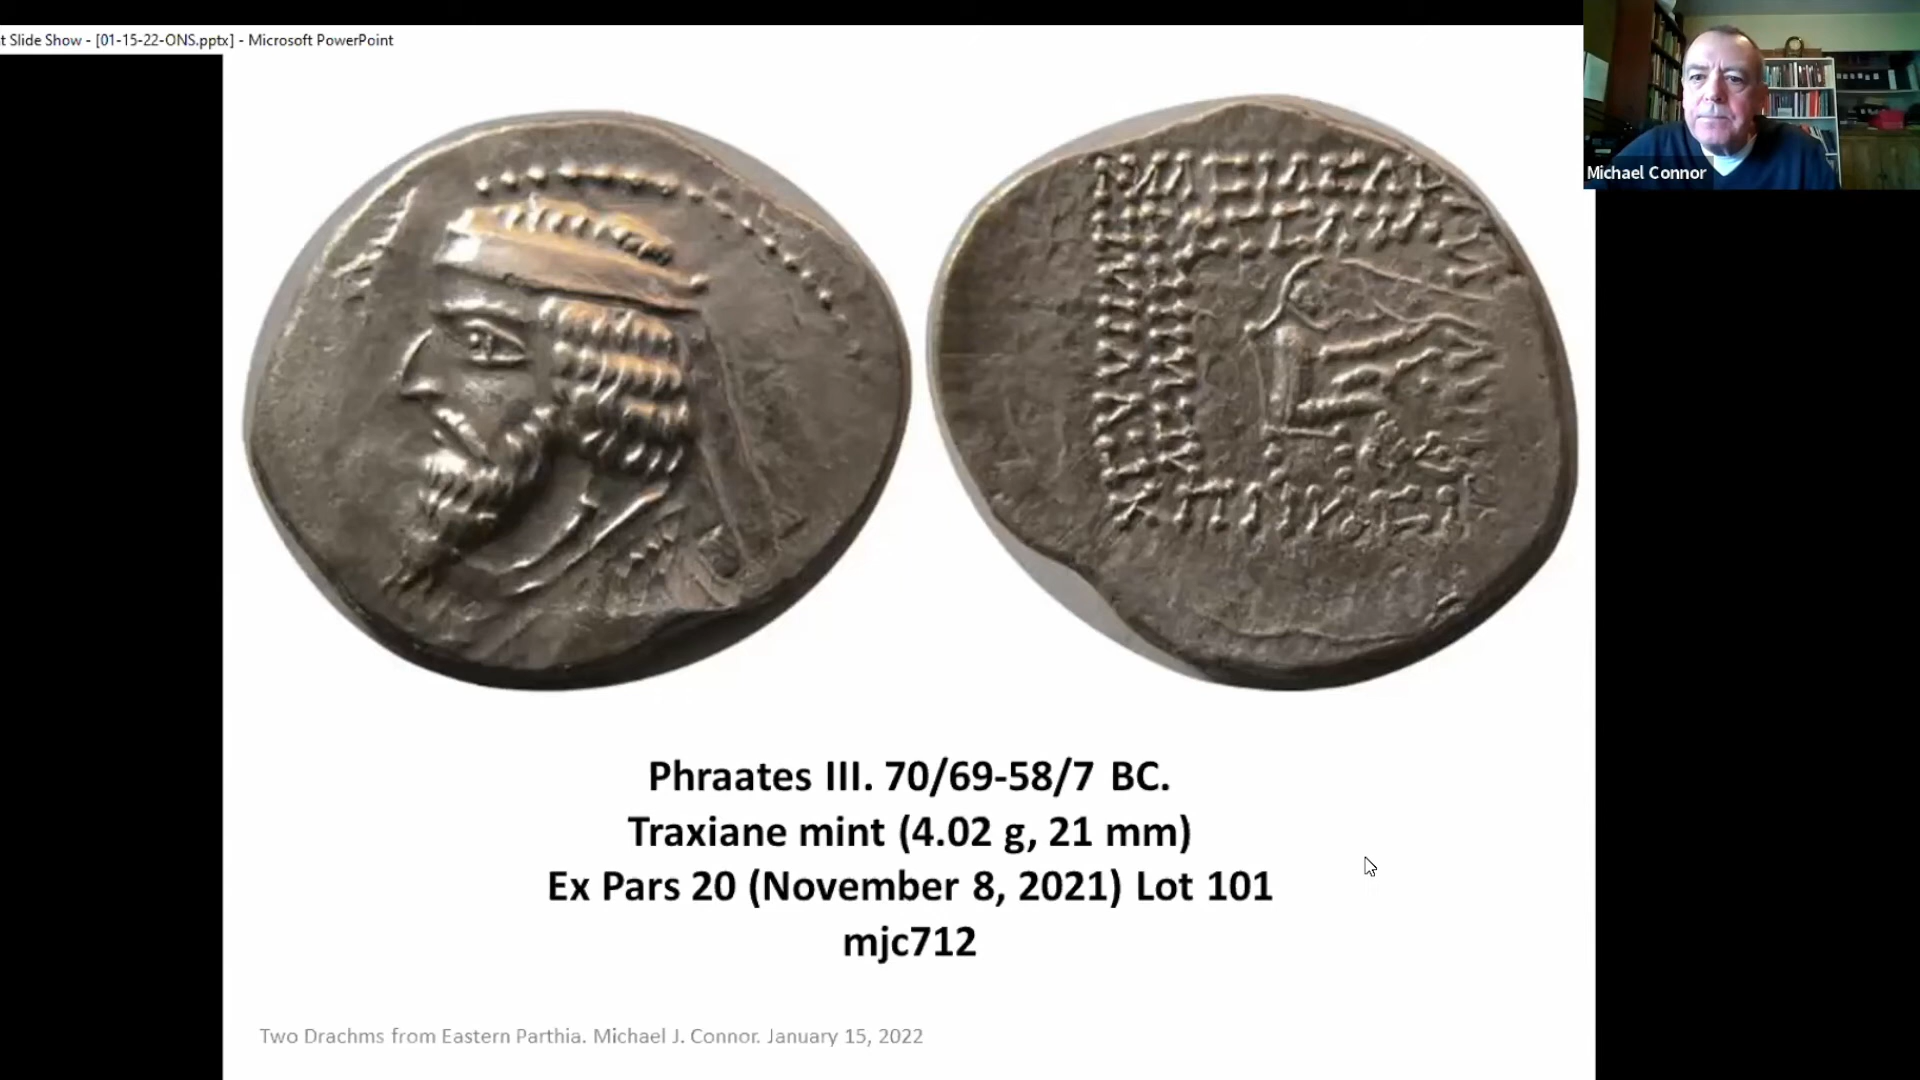 t Slide Show - [01-15-22-ONS.pptx] - Microsoft PowerPoint
Michael Connor
Phraates III. 70/69-58/7 BC.
Traxiane mint (4.02 g, 21 mm)
Ex Pars 20 (November 8, 2021) Lot 101
mjc712
Two Drachms from Eastern Parthia. Michael J. Connor. January 15, 2022